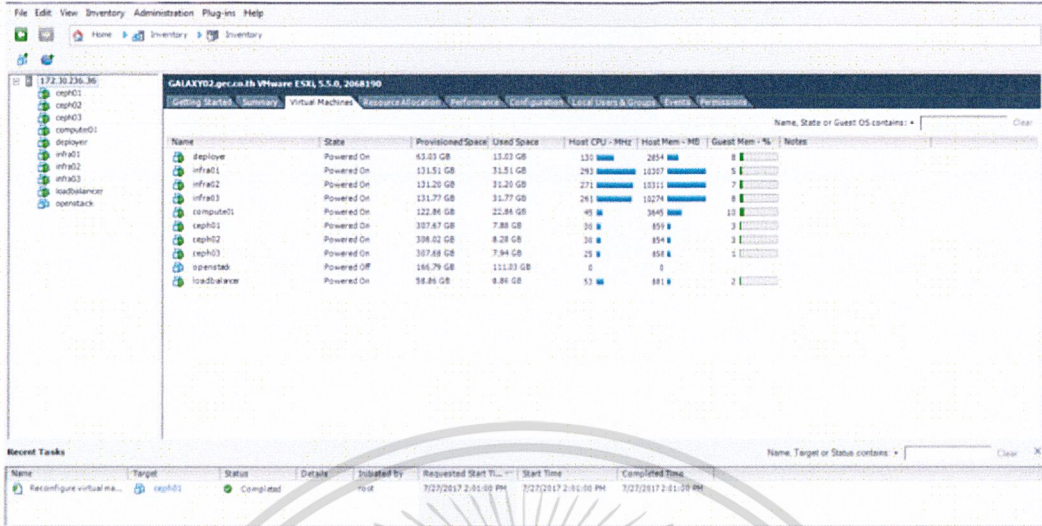 File Edit View Inventory Administration Plug-ins Help
Home Inventory Inventory
172.30.236.36
ceph01
ceph02
ceph03
compute01
deployer
infra01
infra02
infra03
loadbalancer
openstack
GALAXY02.gec.co.th VMware ESXi, 5.5.0, 2068190
Getting Started Summary Virtual Machines Resource Allocation Performance Configuration Local Users & Groups Events Permissions
Name, State or Guest OS contains: Clear
Name State Provisioned Space Used Space Host CPU - MHz Host Mem - MB Guest Mem - % Notes
deployer Powered On 63.03 GB 13.03 GB 130 2854 8
infra01 Powered On 131.51 GB 31.51 GB 293 10307 5
infra02 Powered On 131.20 GB 31.20 GB 271 10311 7
infra03 Powered On 131.77 GB 31.77 GB 261 10274 8
compute01 Powered On 122.86 GB 22.86 GB 45 3645 10
ceph01 Powered On 307.67 GB 7.88 GB 30 859 3
ceph02 Powered On 308.02 GB 8.28 GB 30 854 3
ceph03 Powered On 307.68 GB 7.94 GB 25 858 1
openstack Powered Off 166.79 GB 111.03 GB 0 0
loadbalancer Powered On 58.86 GB 8.86 GB 53 881 2
Recent Tasks
Name, Target or Status contains: Clear X
Name Target Status Details Initiated by Requested Start Ti... Start Time Completed Time
Reconfigure virtual ma... ceph01 Completed root 7/27/2017 2:01:00 PM 7/27/2017 2:01:00 PM 7/27/2017 2:01:00 PM